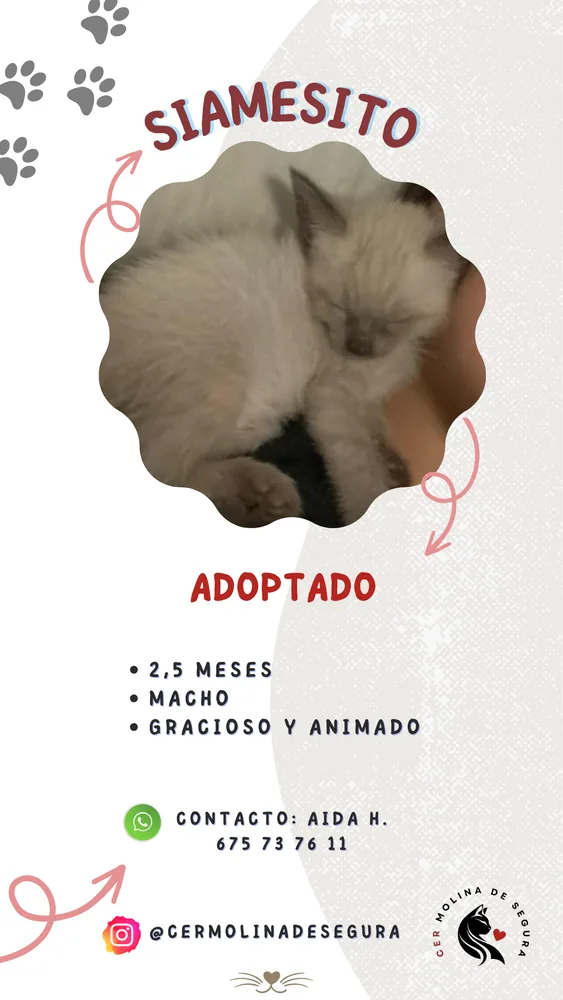 SIAMESITO
ADOPTADO
• 2,5 MESES
• MACHO
• GRACIOSO Y ANIMADO
CONTACTO: AIDA H.
675 73 76 11
@CERMOLINADESEGURA
CER MOLINA DE SEGURA